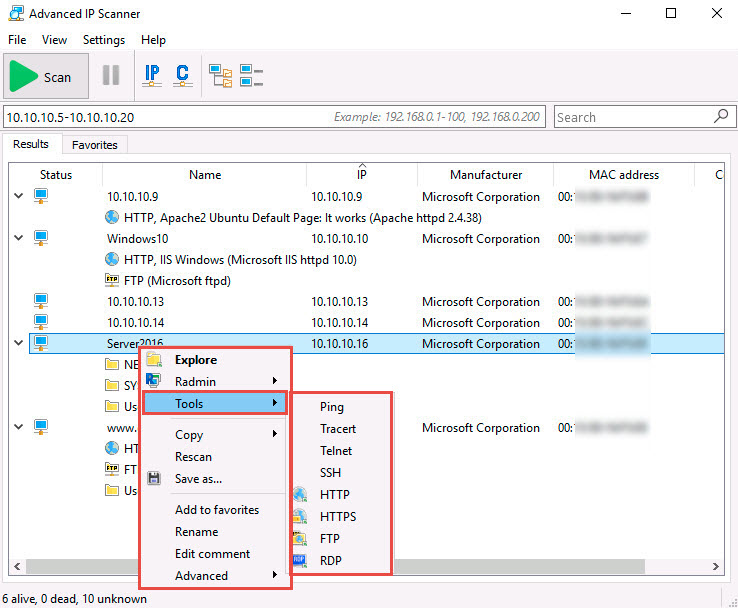 Advanced IP Scanner
File View Settings Help
Scan IP C
10.10.10.5-10.10.10.20 Example: 192.168.0.1-100, 192.168.0.200 Search
Results Favorites
Status Name IP Manufacturer MAC address C
10.10.10.9 10.10.10.9 Microsoft Corporation 00:
HTTP, Apache2 Ubuntu Default Page: It works (Apache httpd 2.4.38)
Windows10 10.10.10.10 Microsoft Corporation 00:
HTTP, IIS Windows (Microsoft IIS httpd 10.0)
FTP FTP (Microsoft ftpd)
10.10.10.13 10.10.10.13 Microsoft Corporation 00:
10.10.10.14 10.10.10.14 Microsoft Corporation 00:
Server2016 10.10.10.16 Microsoft Corporation 00:
NE
Explore
SY
Radmin
Us
Tools
www. Microsoft Corporation 00:
HT
FTP FT
Us
Copy
Rescan
Save as...
Add to favorites
Rename
Edit comment
Advanced
Ping
Tracert
Telnet
SSH
HTTP
HTTPS
FTP
RDP RDP
6 alive, 0 dead, 10 unknown